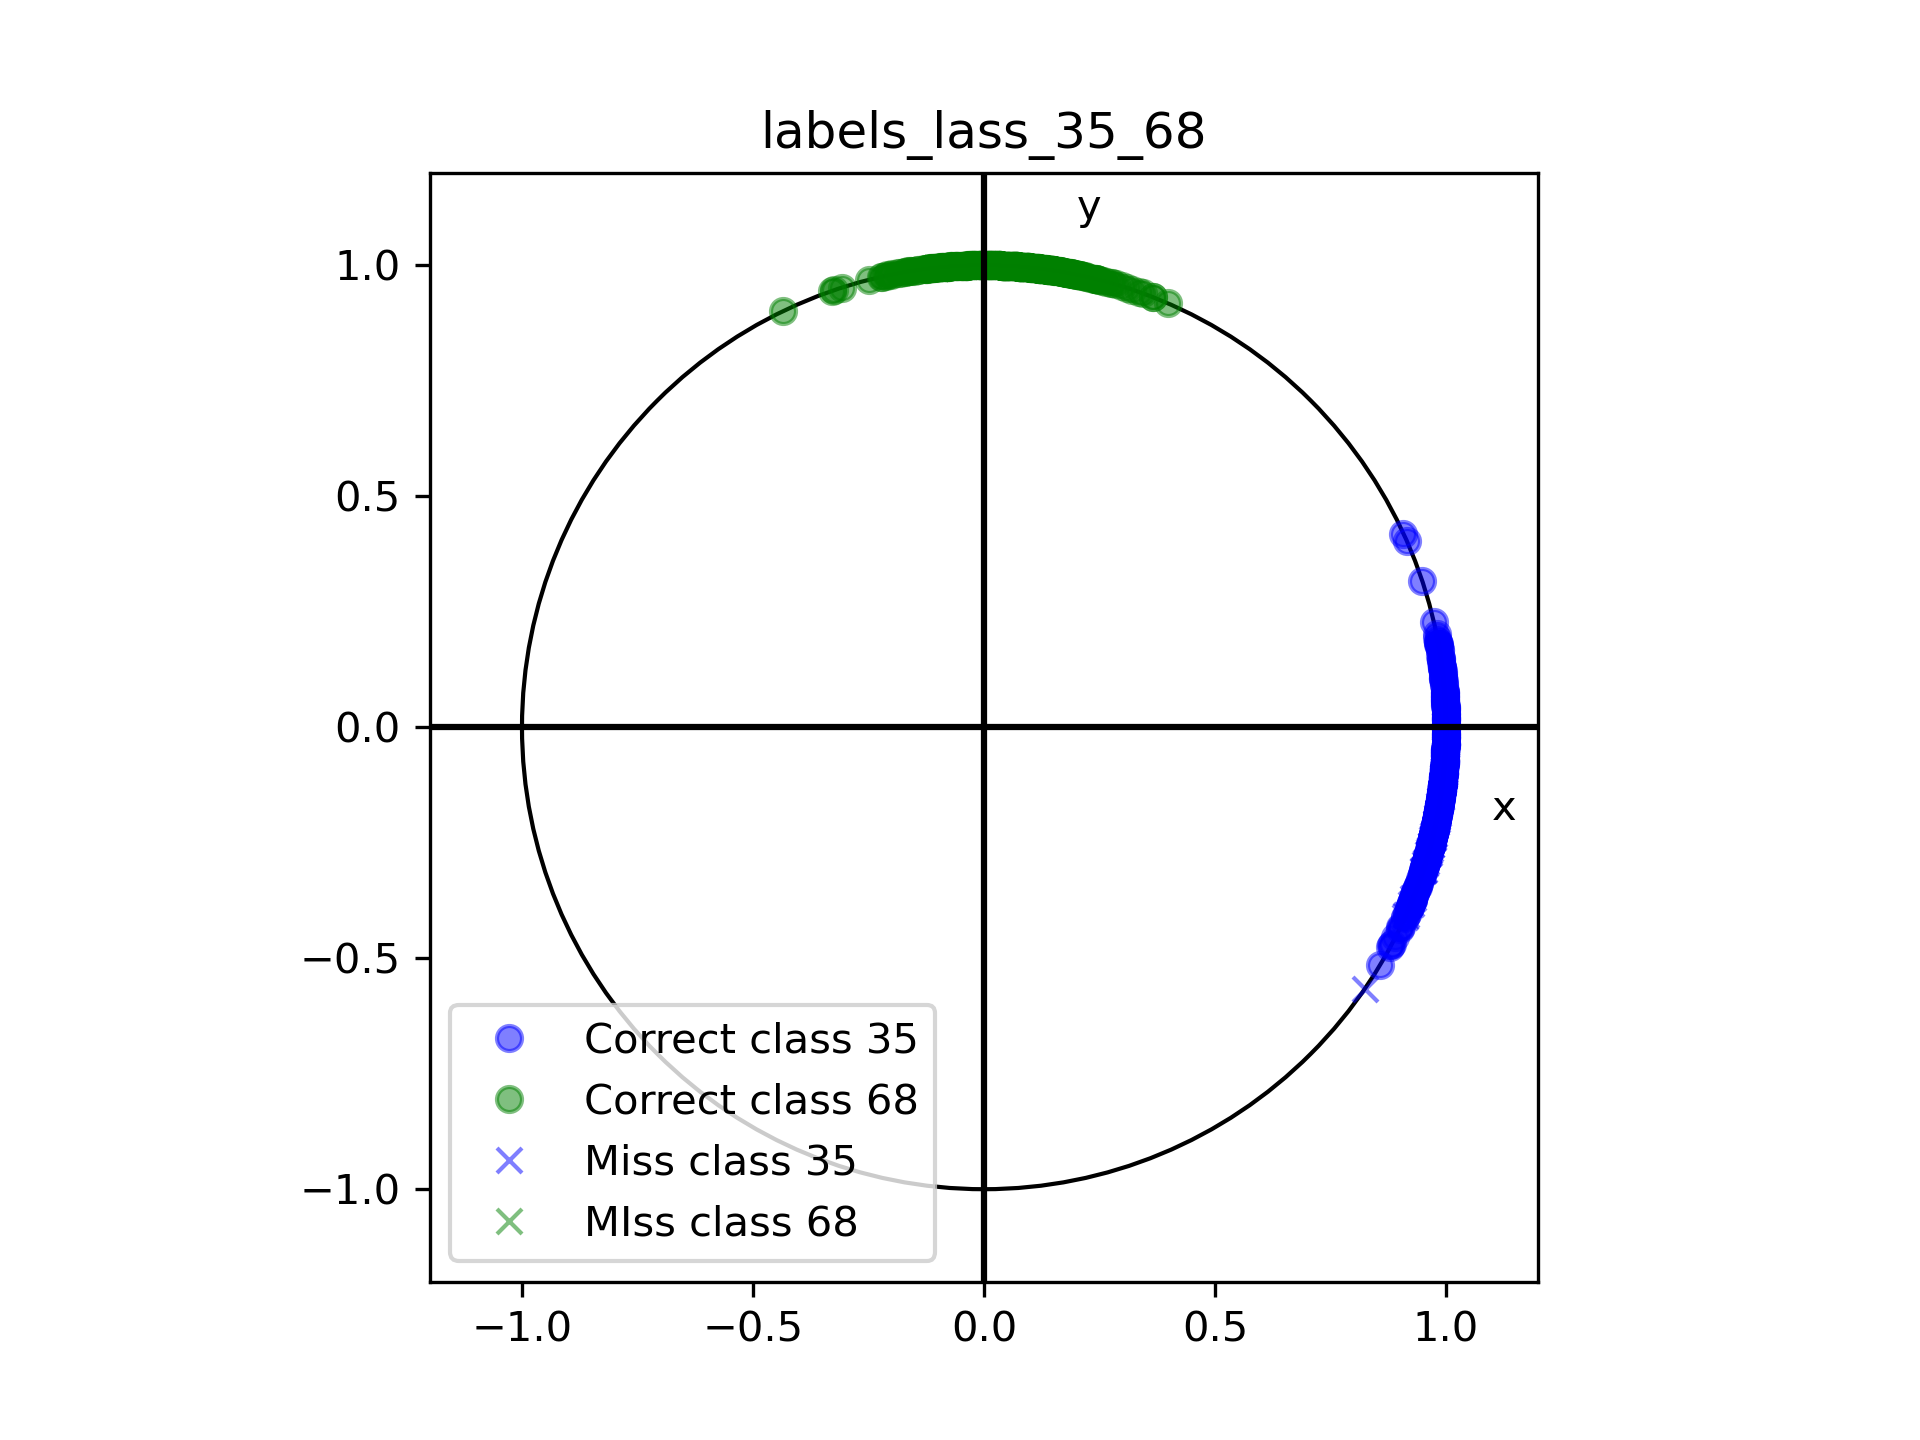 labels_lass_35_68
y
1.0
0.5
0.0
x
−0.5
−1.0
Correct class 35
Correct class 68
Miss class 35
MIss class 68
−1.0 −0.5 0.0 0.5 1.0